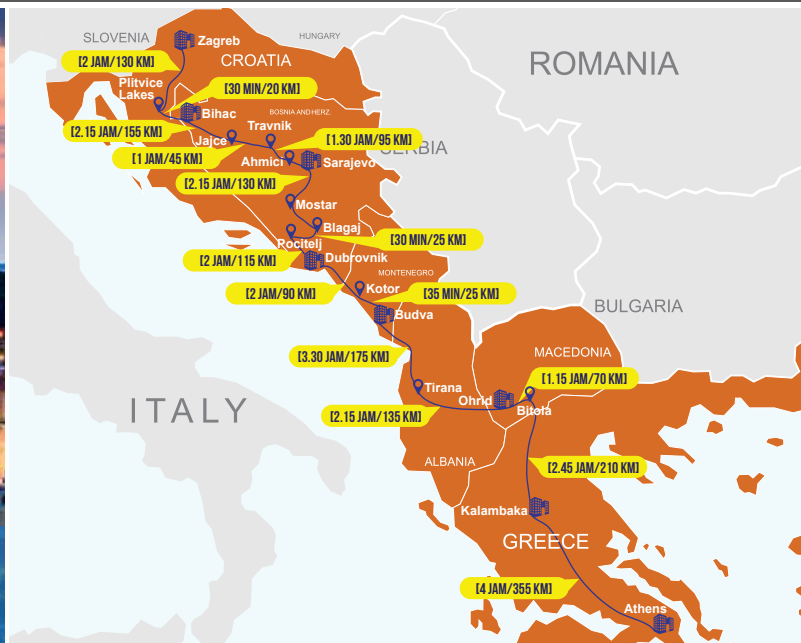 SLOVENIA
HUNGARY
Zagreb
CROATIA
ROMANIA
[2 JAM/130 KM]
Plitvice
Lakes
[30 MIN/20 KM]
Bihac
BOSNIA AND HERZ.
[2.15 JAM/155 KM]
Travnik
Jajce
[1.30 JAM/95 KM]
SERBIA
[1 JAM/45 KM]
Ahmici
Sarajevo
[2.15 JAM/130 KM]
Mostar
Blagaj
[30 MIN/25 KM]
Rocitelj
[2 JAM/115 KM]
Dubrovnik
MONTENEGRO
Kotor
[2 JAM/90 KM]
[35 MIN/25 KM]
BULGARIA
Budva
[3.30 JAM/175 KM]
MACEDONIA
[1.15 JAM/70 KM]
Tirana
Ohrid
Bitola
ITALY
[2.15 JAM/135 KM]
ALBANIA
[2.45 JAM/210 KM]
Kalambaka
GREECE
[4 JAM/355 KM]
Athens